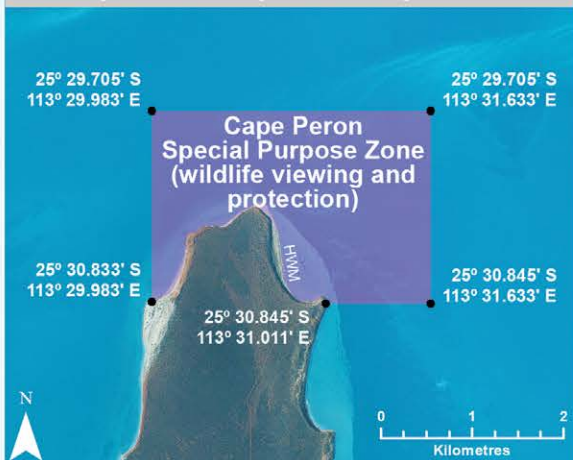 25º 29.705' S
113º 29.983' E
25º 29.705' S
113º 31.633' E
Cape Peron
Special Purpose Zone
(wildlife viewing and
protection)
HWM
25º 30.833' S
113º 29.983' E
25º 30.845' S
113º 31.011' E
25º 30.845' S
113º 31.633' E
N
0 1 2
Kilometres